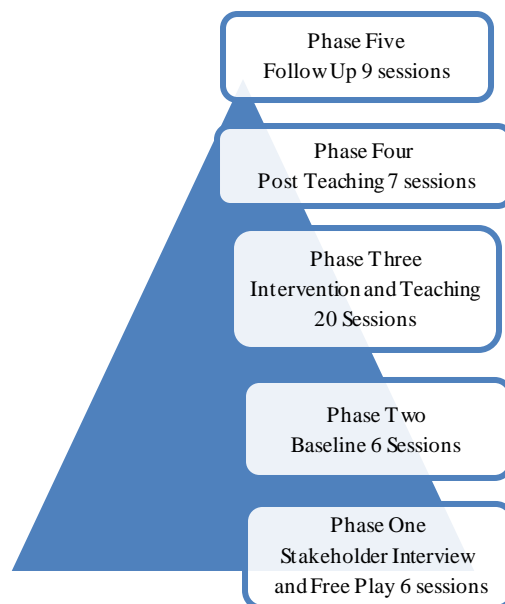 Phase Five
Follow Up 9 sessions
Phase Four
Post Teaching 7 sessions
Phase Three
Intervention and Teaching
20 Sessions
Phase Two
Baseline 6 Sessions
Phase One
Stakeholder Interview
and Free Play 6 sessions